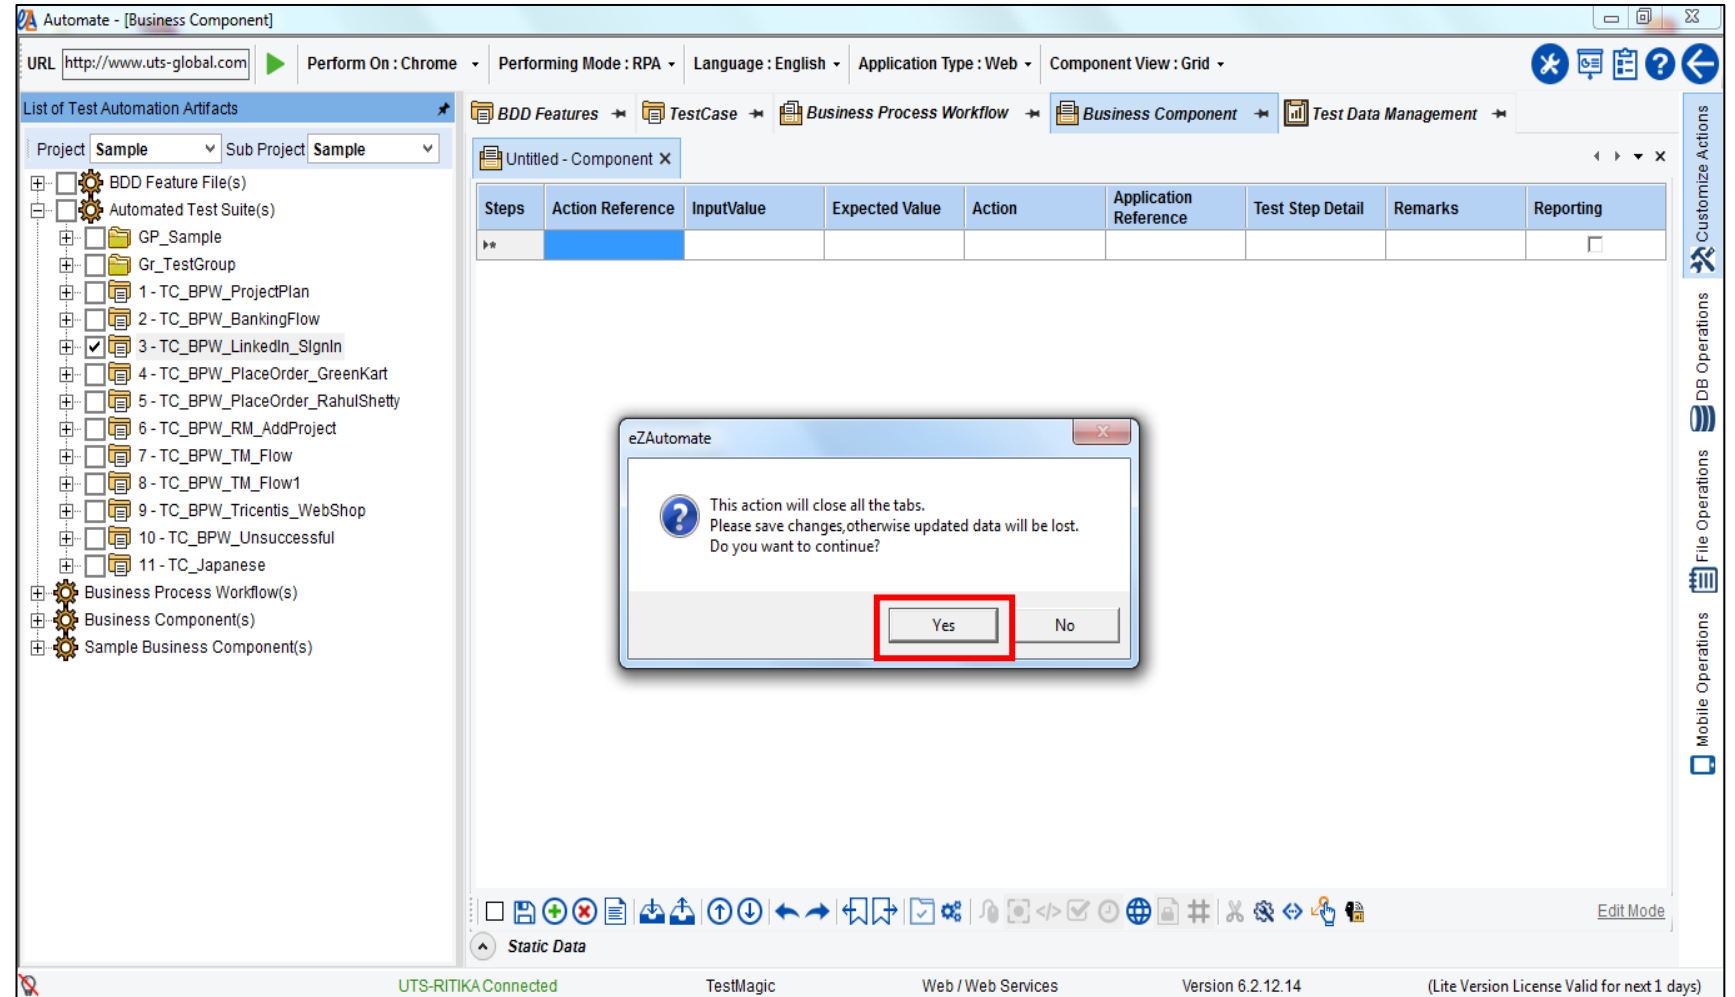 Automate - [Business Component]
URL http://www.uts-global.com Perform On : Chrome Performing Mode : RPA Language : English Application Type : Web Component View : Grid
List of Test Automation Artifacts
BDD Features TestCase Business Process Workflow Business Component Test Data Management
Project Sample Sub Project Sample
Untitled - Component
BDD Feature File(s)
Automated Test Suite(s)
GP_Sample
Gr_TestGroup
1 - TC_BPW_ProjectPlan
2 - TC_BPW_BankingFlow
3 - TC_BPW_LinkedIn_SIgnIn
4 - TC_BPW_PlaceOrder_GreenKart
5 - TC_BPW_PlaceOrder_RahulShetty
6 - TC_BPW_RM_AddProject
7 - TC_BPW_TM_Flow
8 - TC_BPW_TM_Flow1
9 - TC_BPW_Tricentis_WebShop
10 - TC_BPW_Unsuccessful
11 - TC_Japanese
Business Process Workflow(s)
Business Component(s)
Sample Business Component(s)
Steps Action Reference InputValue Expected Value Action Application Reference Test Step Detail Remarks Reporting
eZAutomate
This action will close all the tabs.
Please save changes,otherwise updated data will be lost.
Do you want to continue?
Yes No
Customize Actions
DB Operations
File Operations
Mobile Operations
Edit Mode
Static Data
UTS-RITIKA Connected TestMagic Web / Web Services Version 6.2.12.14 (Lite Version License Valid for next 1 days)